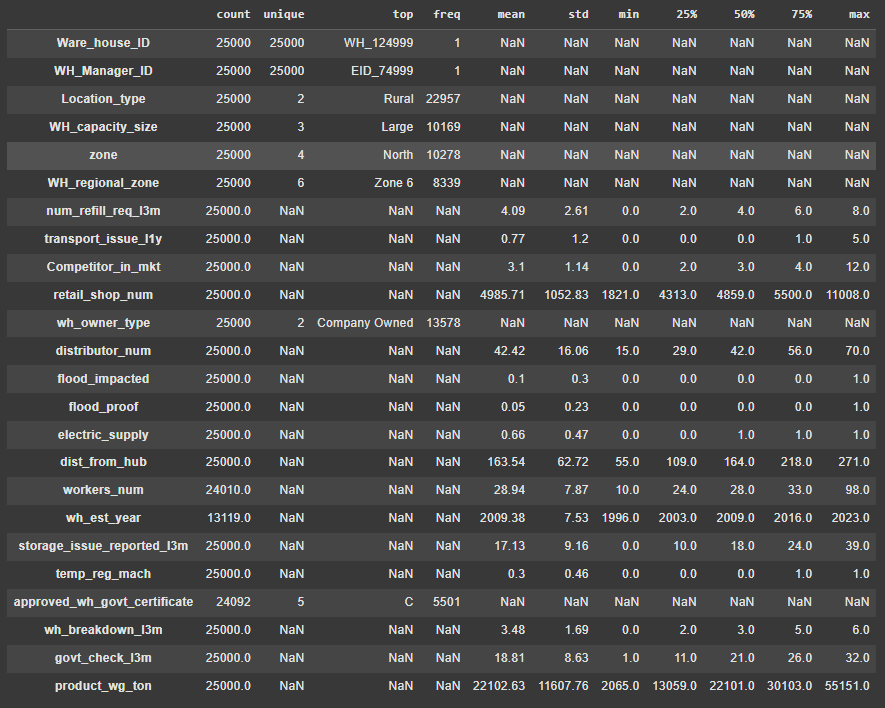 count unique top freq mean std min 25% 50% 75% max
Ware_house_ID 25000 25000 WH_124999 1 NaN NaN NaN NaN NaN NaN NaN
WH_Manager_ID 25000 25000 EID_74999 1 NaN NaN NaN NaN NaN NaN NaN
Location_type 25000 2 Rural 22957 NaN NaN NaN NaN NaN NaN NaN
WH_capacity_size 25000 3 Large 10169 NaN NaN NaN NaN NaN NaN NaN
zone 25000 4 North 10278 NaN NaN NaN NaN NaN NaN NaN
WH_regional_zone 25000 6 Zone 6 8339 NaN NaN NaN NaN NaN NaN NaN
num_refill_req_l3m 25000.0 NaN NaN NaN 4.09 2.61 0.0 2.0 4.0 6.0 8.0
transport_issue_l1y 25000.0 NaN NaN NaN 0.77 1.2 0.0 0.0 0.0 1.0 5.0
Competitor_in_mkt 25000.0 NaN NaN NaN 3.1 1.14 0.0 2.0 3.0 4.0 12.0
retail_shop_num 25000.0 NaN NaN NaN 4985.71 1052.83 1821.0 4313.0 4859.0 5500.0 11008.0
wh_owner_type 25000 2 Company Owned 13578 NaN NaN NaN NaN NaN NaN NaN
distributor_num 25000.0 NaN NaN NaN 42.42 16.06 15.0 29.0 42.0 56.0 70.0
flood_impacted 25000.0 NaN NaN NaN 0.1 0.3 0.0 0.0 0.0 0.0 1.0
flood_proof 25000.0 NaN NaN NaN 0.05 0.23 0.0 0.0 0.0 0.0 1.0
electric_supply 25000.0 NaN NaN NaN 0.66 0.47 0.0 0.0 1.0 1.0 1.0
dist_from_hub 25000.0 NaN NaN NaN 163.54 62.72 55.0 109.0 164.0 218.0 271.0
workers_num 24010.0 NaN NaN NaN 28.94 7.87 10.0 24.0 28.0 33.0 98.0
wh_est_year 13119.0 NaN NaN NaN 2009.38 7.53 1996.0 2003.0 2009.0 2016.0 2023.0
storage_issue_reported_l3m 25000.0 NaN NaN NaN 17.13 9.16 0.0 10.0 18.0 24.0 39.0
temp_reg_mach 25000.0 NaN NaN NaN 0.3 0.46 0.0 0.0 0.0 1.0 1.0
approved_wh_govt_certificate 24092 5 C 5501 NaN NaN NaN NaN NaN NaN NaN
wh_breakdown_l3m 25000.0 NaN NaN NaN 3.48 1.69 0.0 2.0 3.0 5.0 6.0
govt_check_l3m 25000.0 NaN NaN NaN 18.81 8.63 1.0 11.0 21.0 26.0 32.0
product_wg_ton 25000.0 NaN NaN NaN 22102.63 11607.76 2065.0 13059.0 22101.0 30103.0 55151.0